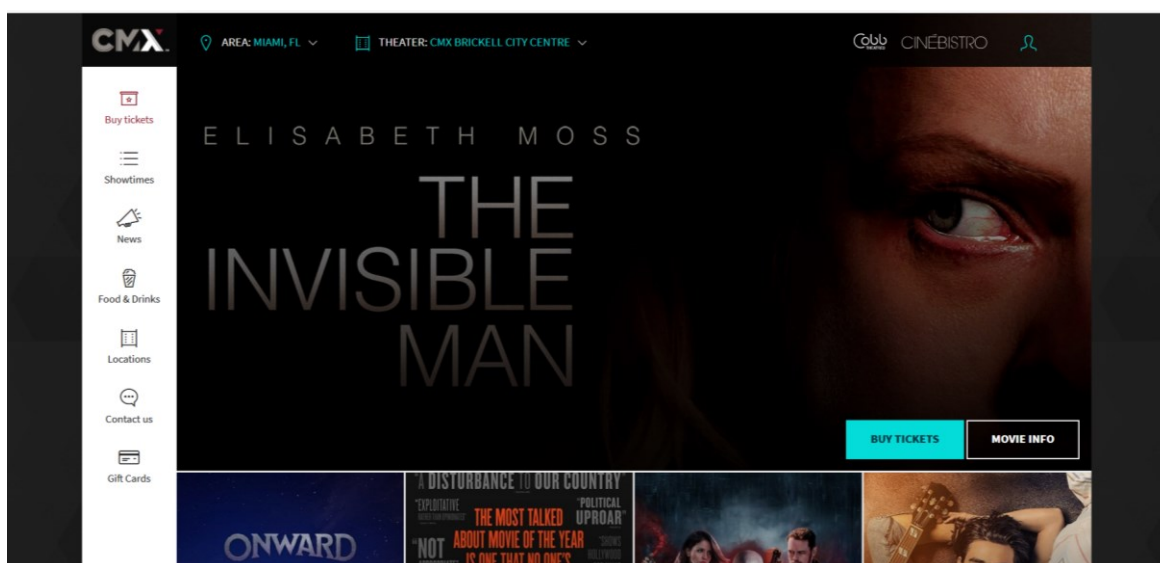 CMX.
AREA: MIAMI, FL
THEATER: CMX BRICKELL CITY CENTRE
Cobb
CINÉBISTRO
Buy tickets
Showtimes
News
Food & Drinks
Locations
Contact us
Gift Cards
ELISABETH MOSS
THE
INVISIBLE
MAN
BUY TICKETS
MOVIE INFO
ONWARD
"A DISTURBANCE TO OUR COUNTRY"
"EXPLOITATIVE
"POLITICAL
UPROAR"
THE MOST TALKED
ABOUT MOVIE OF THE YEAR
IS ONE THAT NO ONE'S
"NOT
"SHOWS
HOLLYWOOD